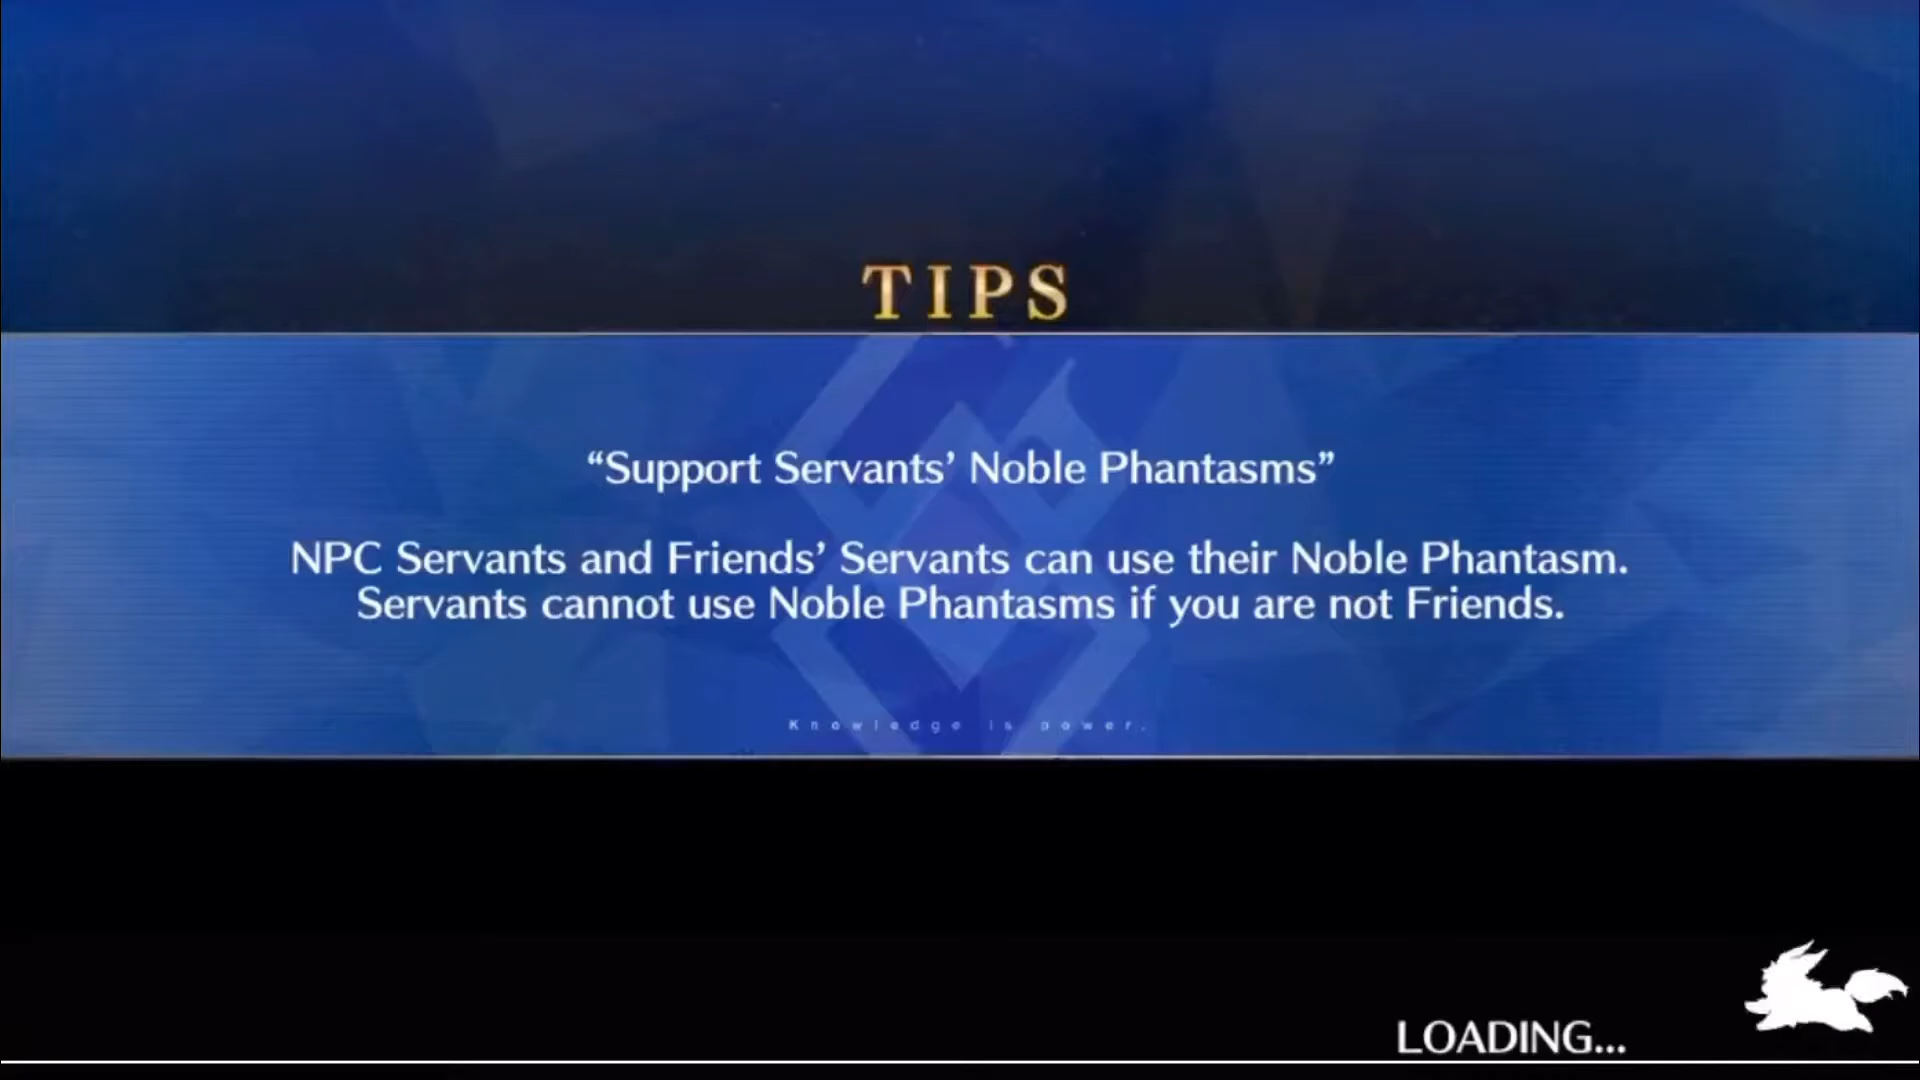 TIPS
“Support Servants’ Noble Phantasms”
NPC Servants and Friends’ Servants can use their Noble Phantasm.
Servants cannot use Noble Phantasms if you are not Friends.
Knowledge is power.
LOADING...